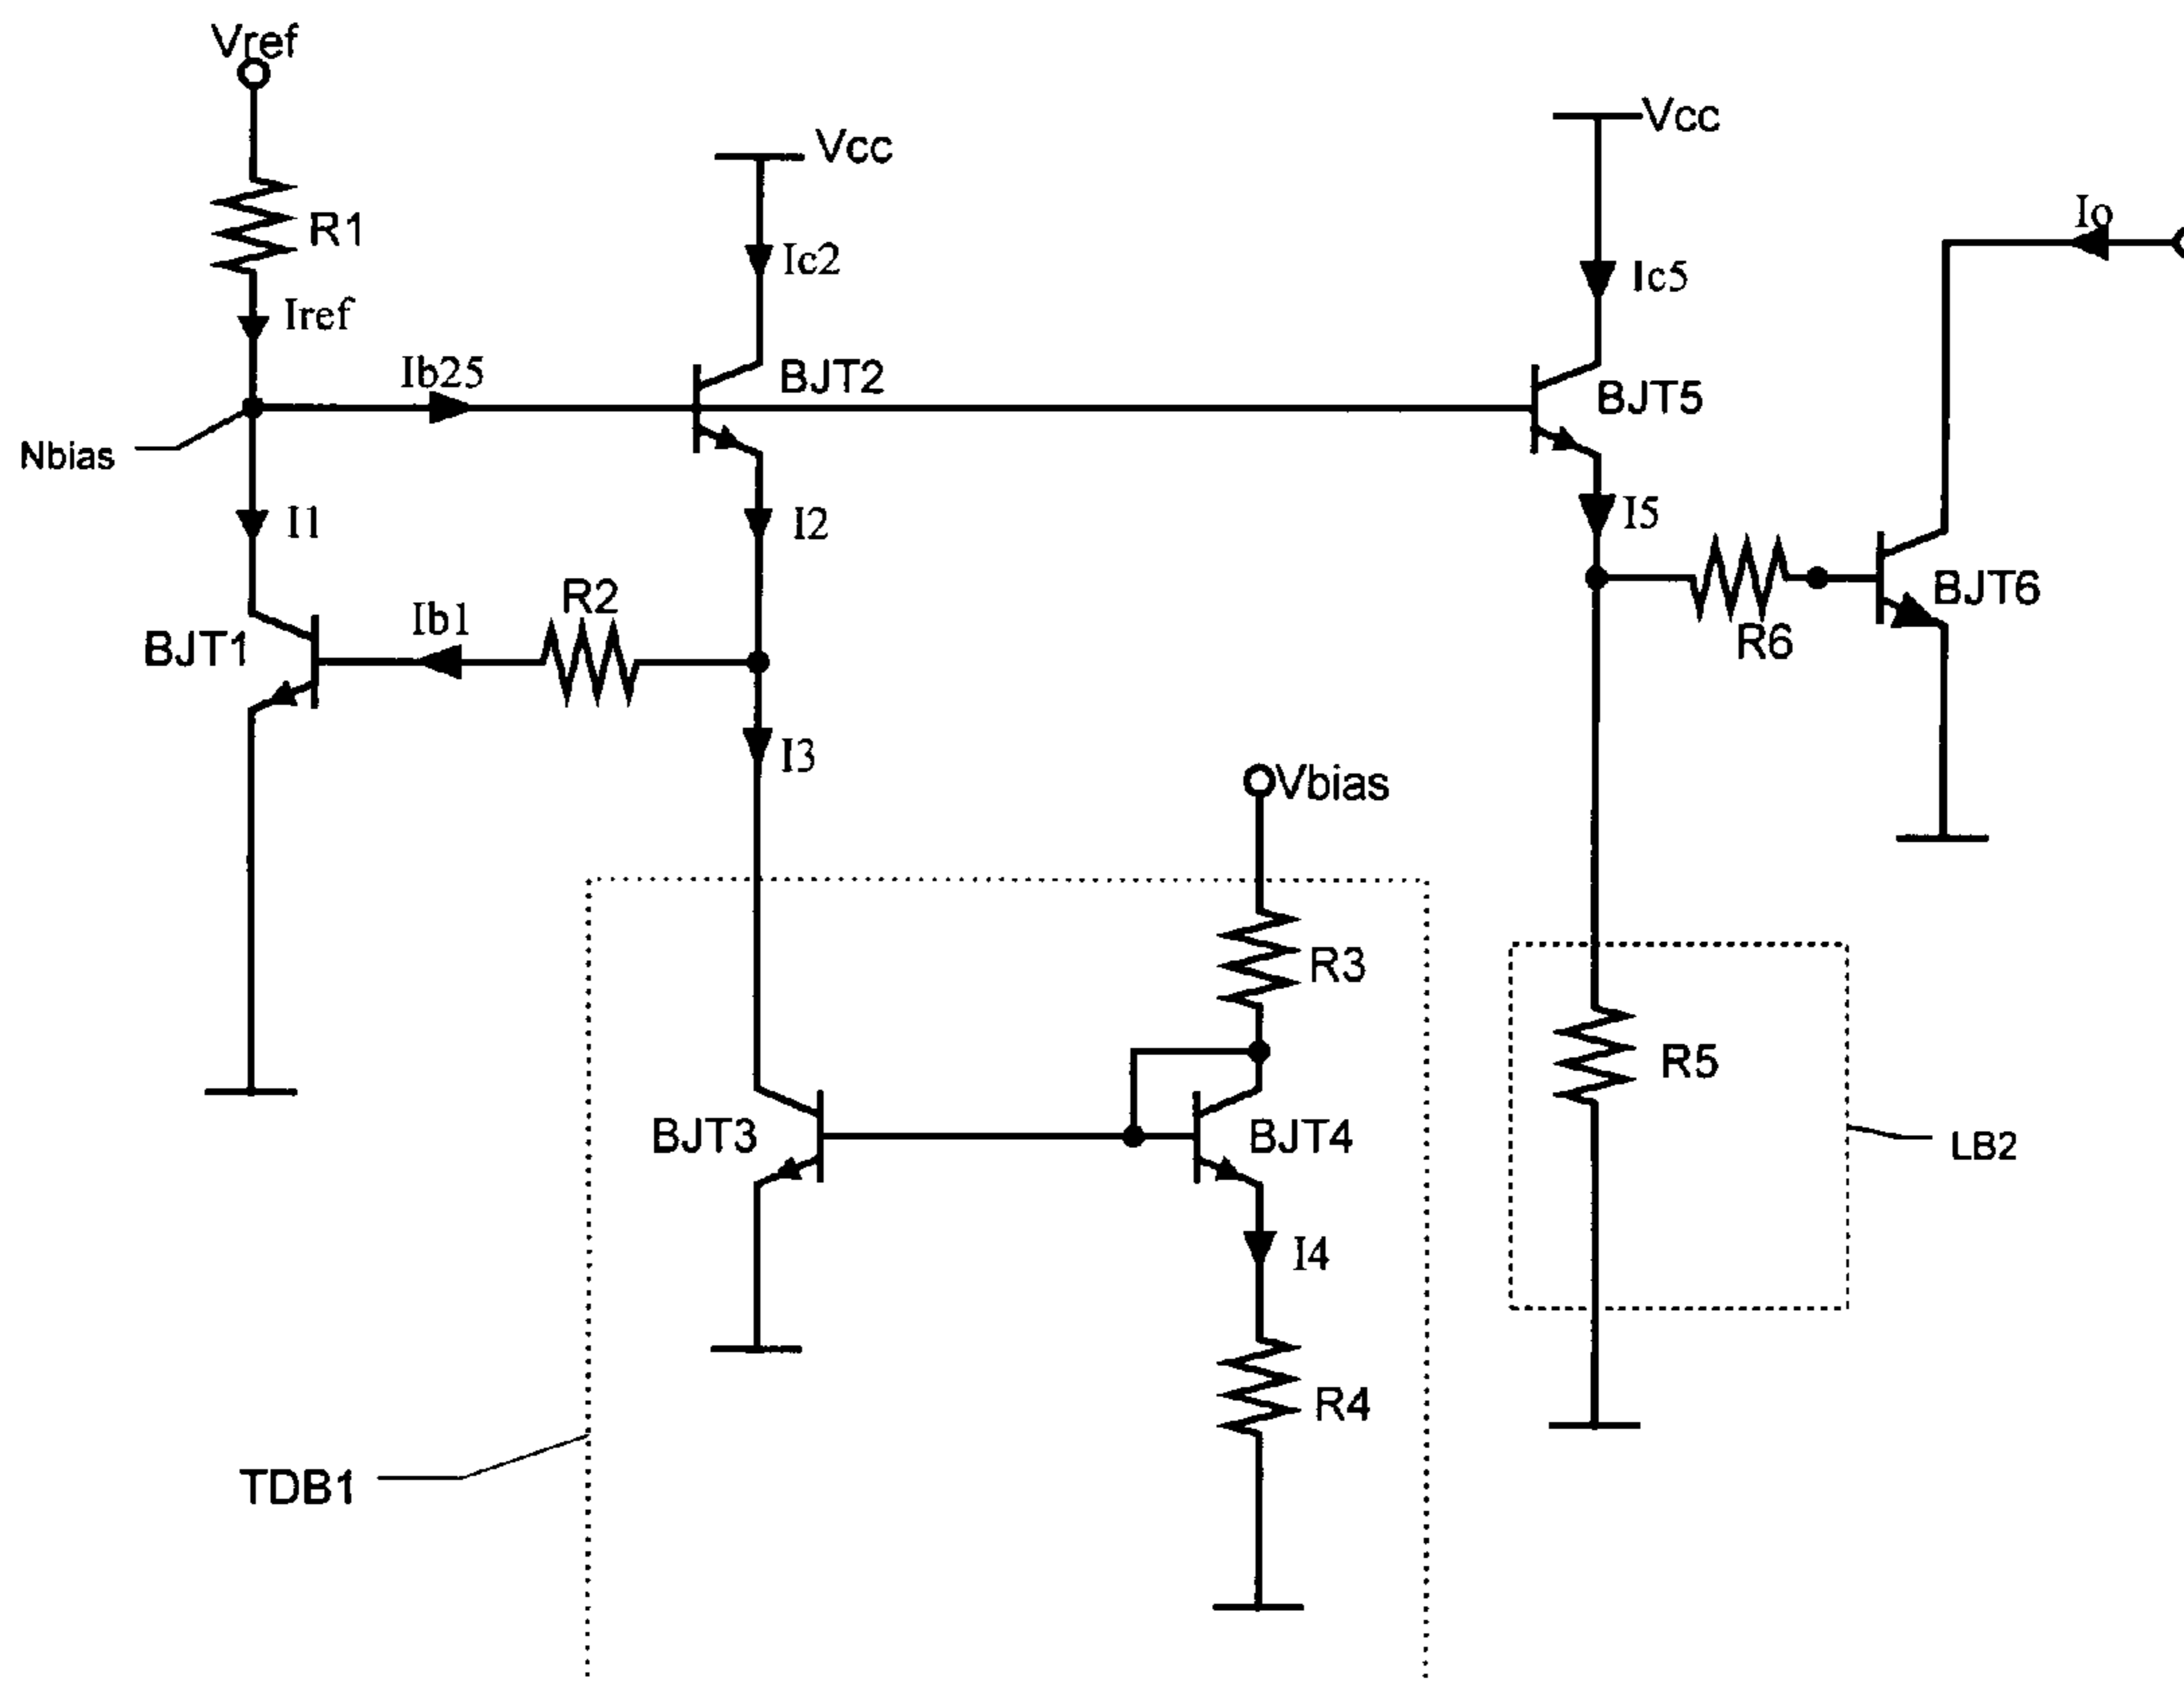 Vref
Vcc
Vcc
Io
R1
Ic2
Ic5
Iref
Ib25
BJT2
BJT5
Nbias
I1
I2
I5
R2
BJT6
Ib1
BJT1
R6
I3
Vbias
R3
R5
BJT3
BJT4
LB2
I4
R4
TDB1